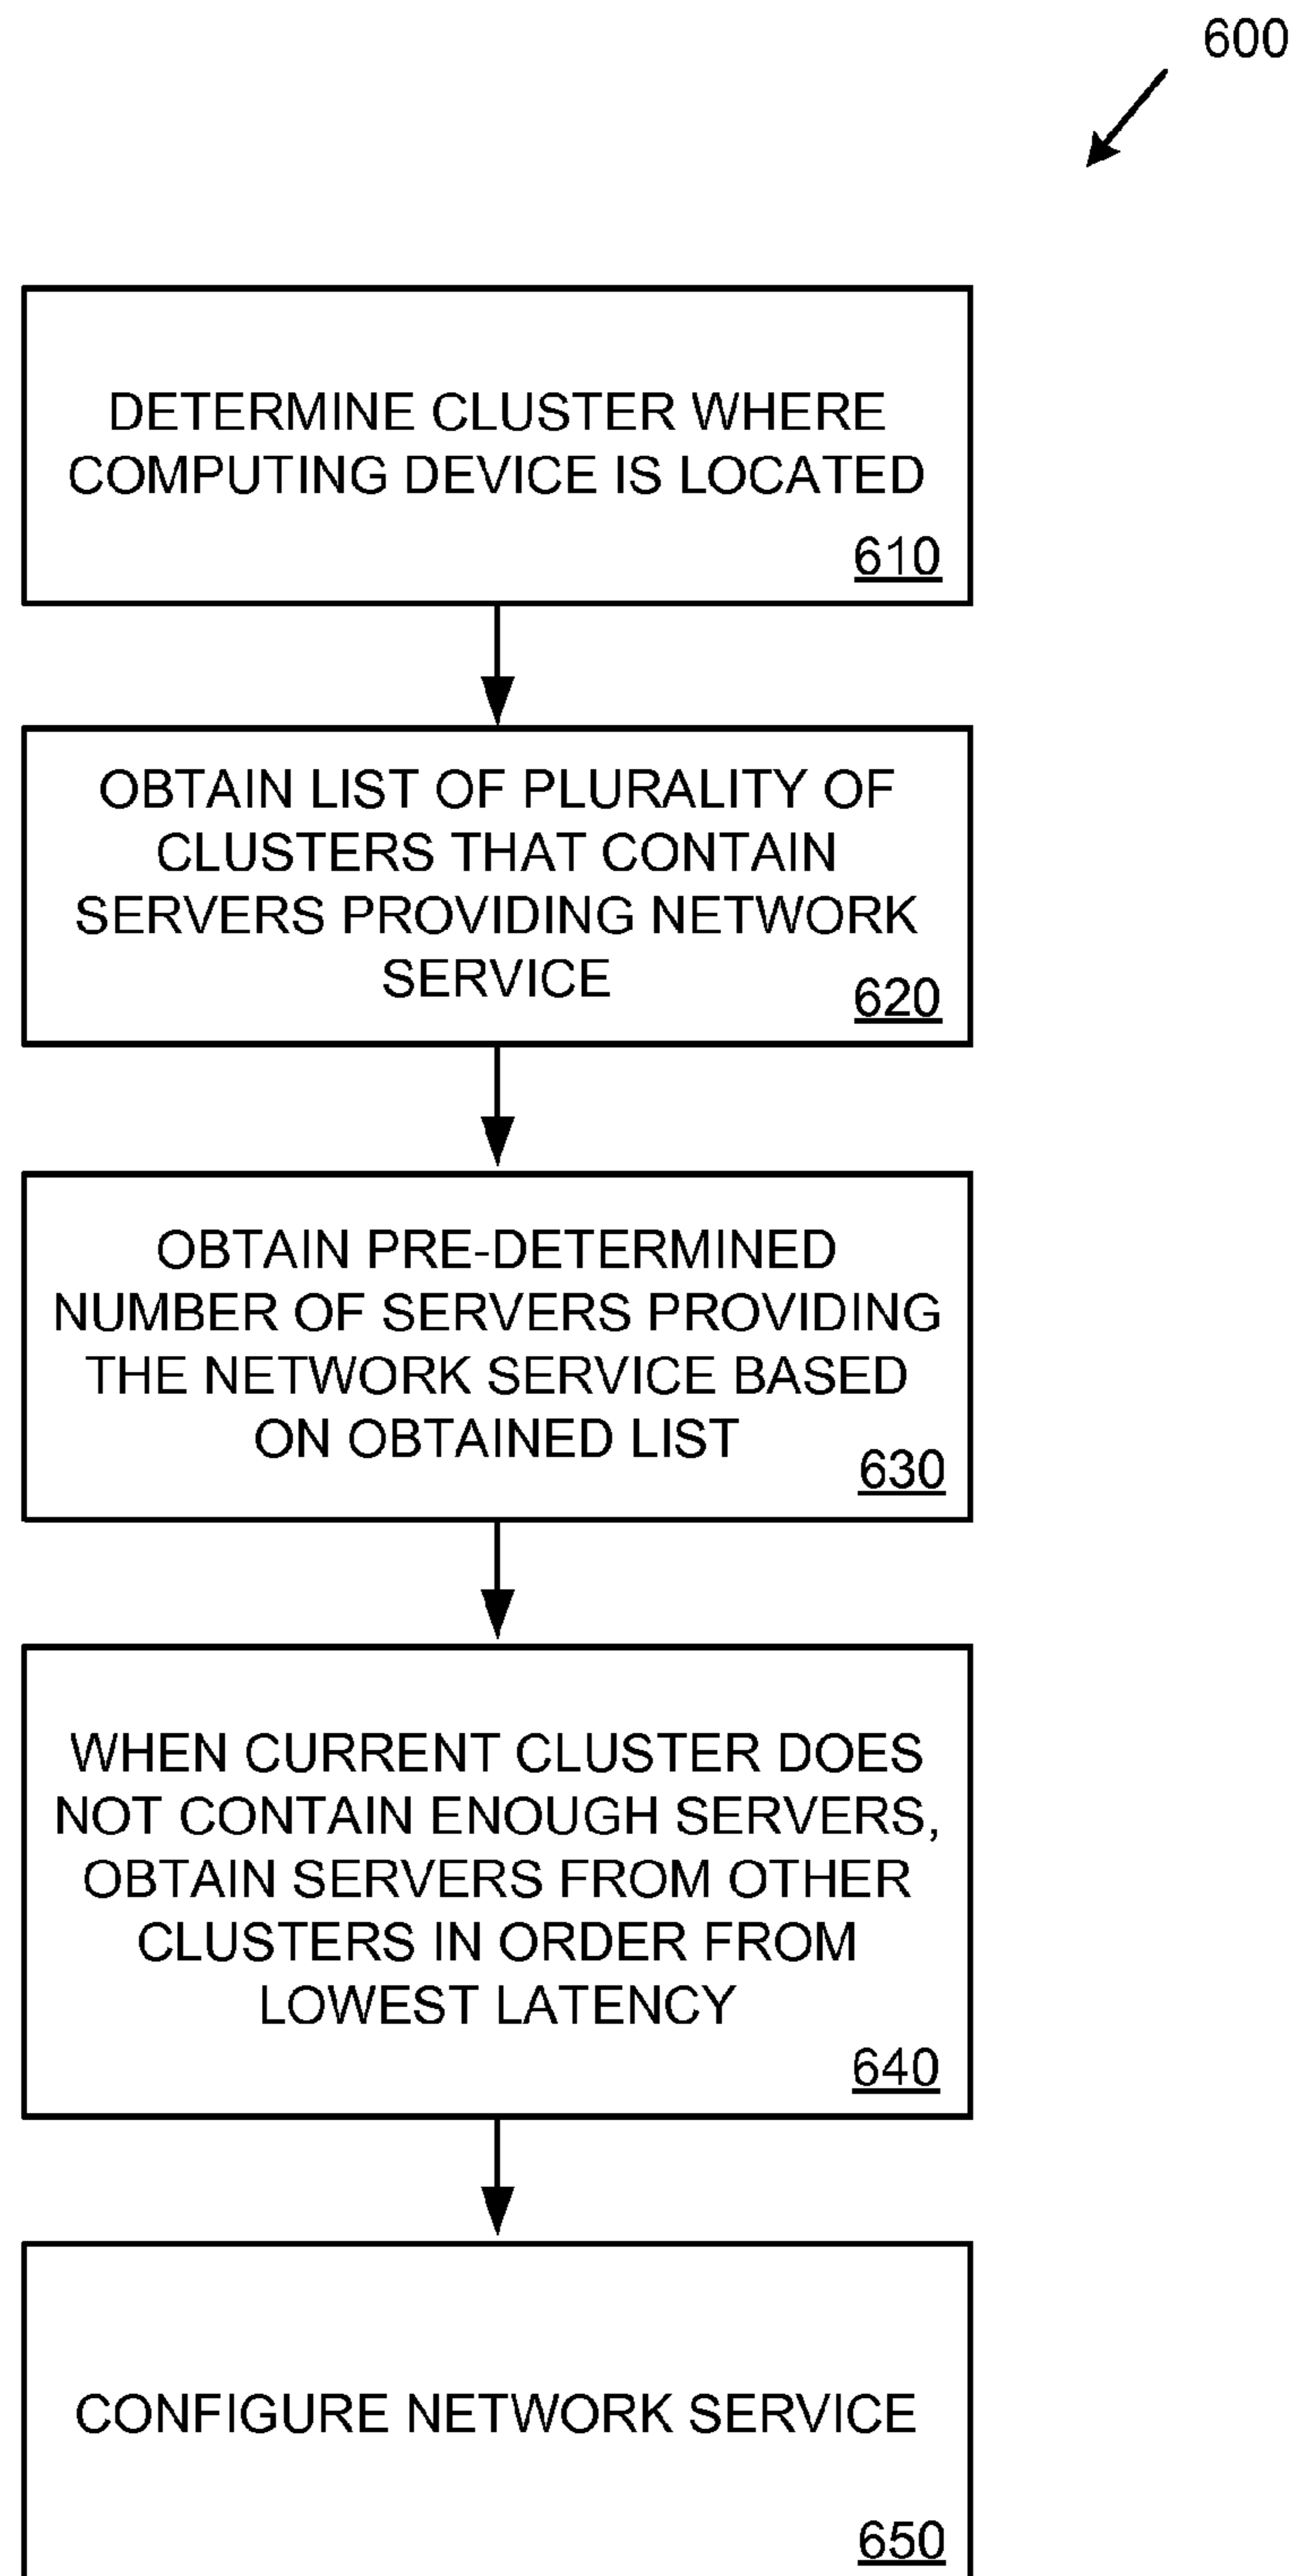 600
DETERMINE CLUSTER WHERE
COMPUTING DEVICE IS LOCATED
610
OBTAIN LIST OF PLURALITY OF
CLUSTERS THAT CONTAIN
SERVERS PROVIDING NETWORK
SERVICE
620
OBTAIN PRE-DETERMINED
NUMBER OF SERVERS PROVIDING
THE NETWORK SERVICE BASED
ON OBTAINED LIST
630
WHEN CURRENT CLUSTER DOES
NOT CONTAIN ENOUGH SERVERS,
OBTAIN SERVERS FROM OTHER
CLUSTERS IN ORDER FROM
LOWEST LATENCY
640
CONFIGURE NETWORK SERVICE
650